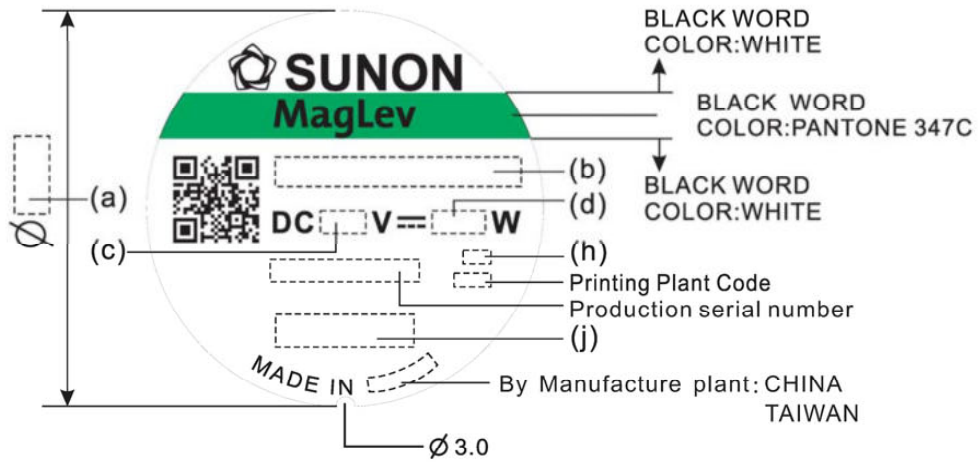 BLACK WORD
COLOR:WHITE
SUNON
MagLev
BLACK WORD
COLOR:PANTONE 347C
(a)
(b)
BLACK WORD
COLOR:WHITE
DC V W
(d)
(c)
(h)
Printing Plant Code
Production serial number
(j)
MADE IN
By Manufacture plant: CHINA
TAIWAN
Ø
Ø 3.0